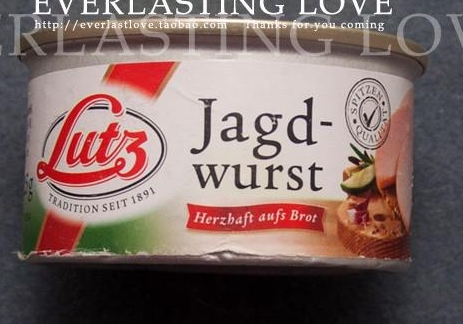 EVERLASTING LOVE
http://everlastlove.taobao.com - Thanks for you coming
ERLASTING LOV
Lutz
TRADITION SEIT 1891
Jagd-
wurst
Herzhaft aufs Brot
SPITZEN
QUALITÄT